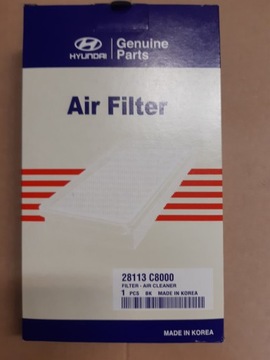 HYUNDAI
Genuine
Parts
Air Filter
28113 C8000
FILTER - AIR CLEANER
1 PCS BK MADE IN KOREA
MADE IN KOREA